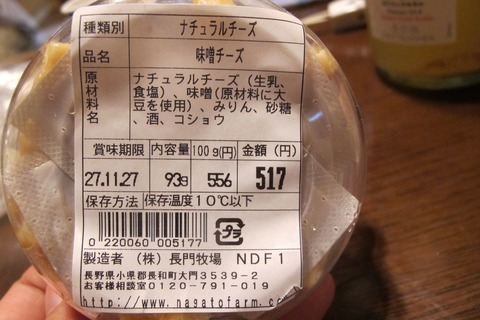 種類別 ナチュラルチーズ
品名 味噌チーズ
原材料名 ナチュラルチーズ（生乳、
食塩）、味噌(原材料に大
豆を使用)、みりん、砂糖
、酒、コショウ
賞味期限 内容量 100g(円) 金額（円）
27.11.27 93g 556 517
保存方法 保存温度10℃以下
0 220060 005177
プラ
製造者 （株）長門牧場 NDF1
長野県小県郡長和町大門3539-2
お客様相談室0120-791-019
http://www.nagatofarm.com